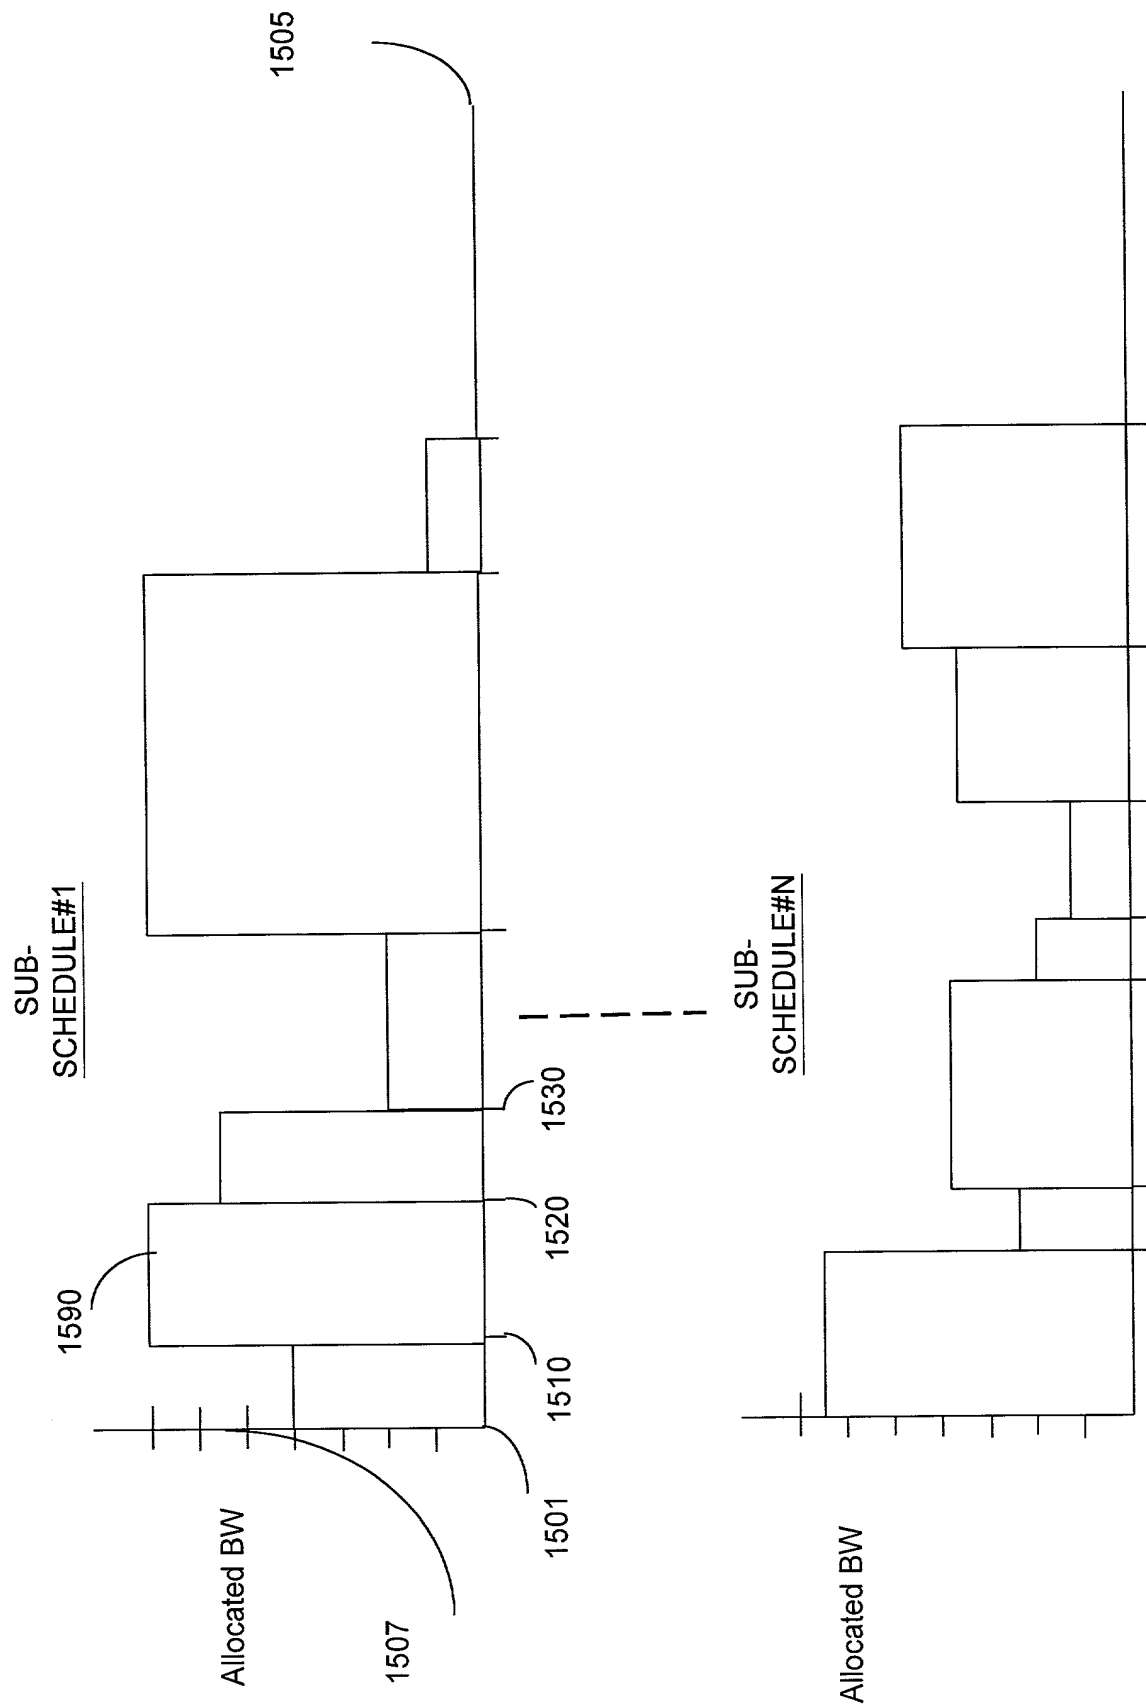 SUB-
SCHEDULE#1
1505
1590
Allocated BW
1507
1501
1510
1520
1530
SUB-
SCHEDULE#N
Allocated BW